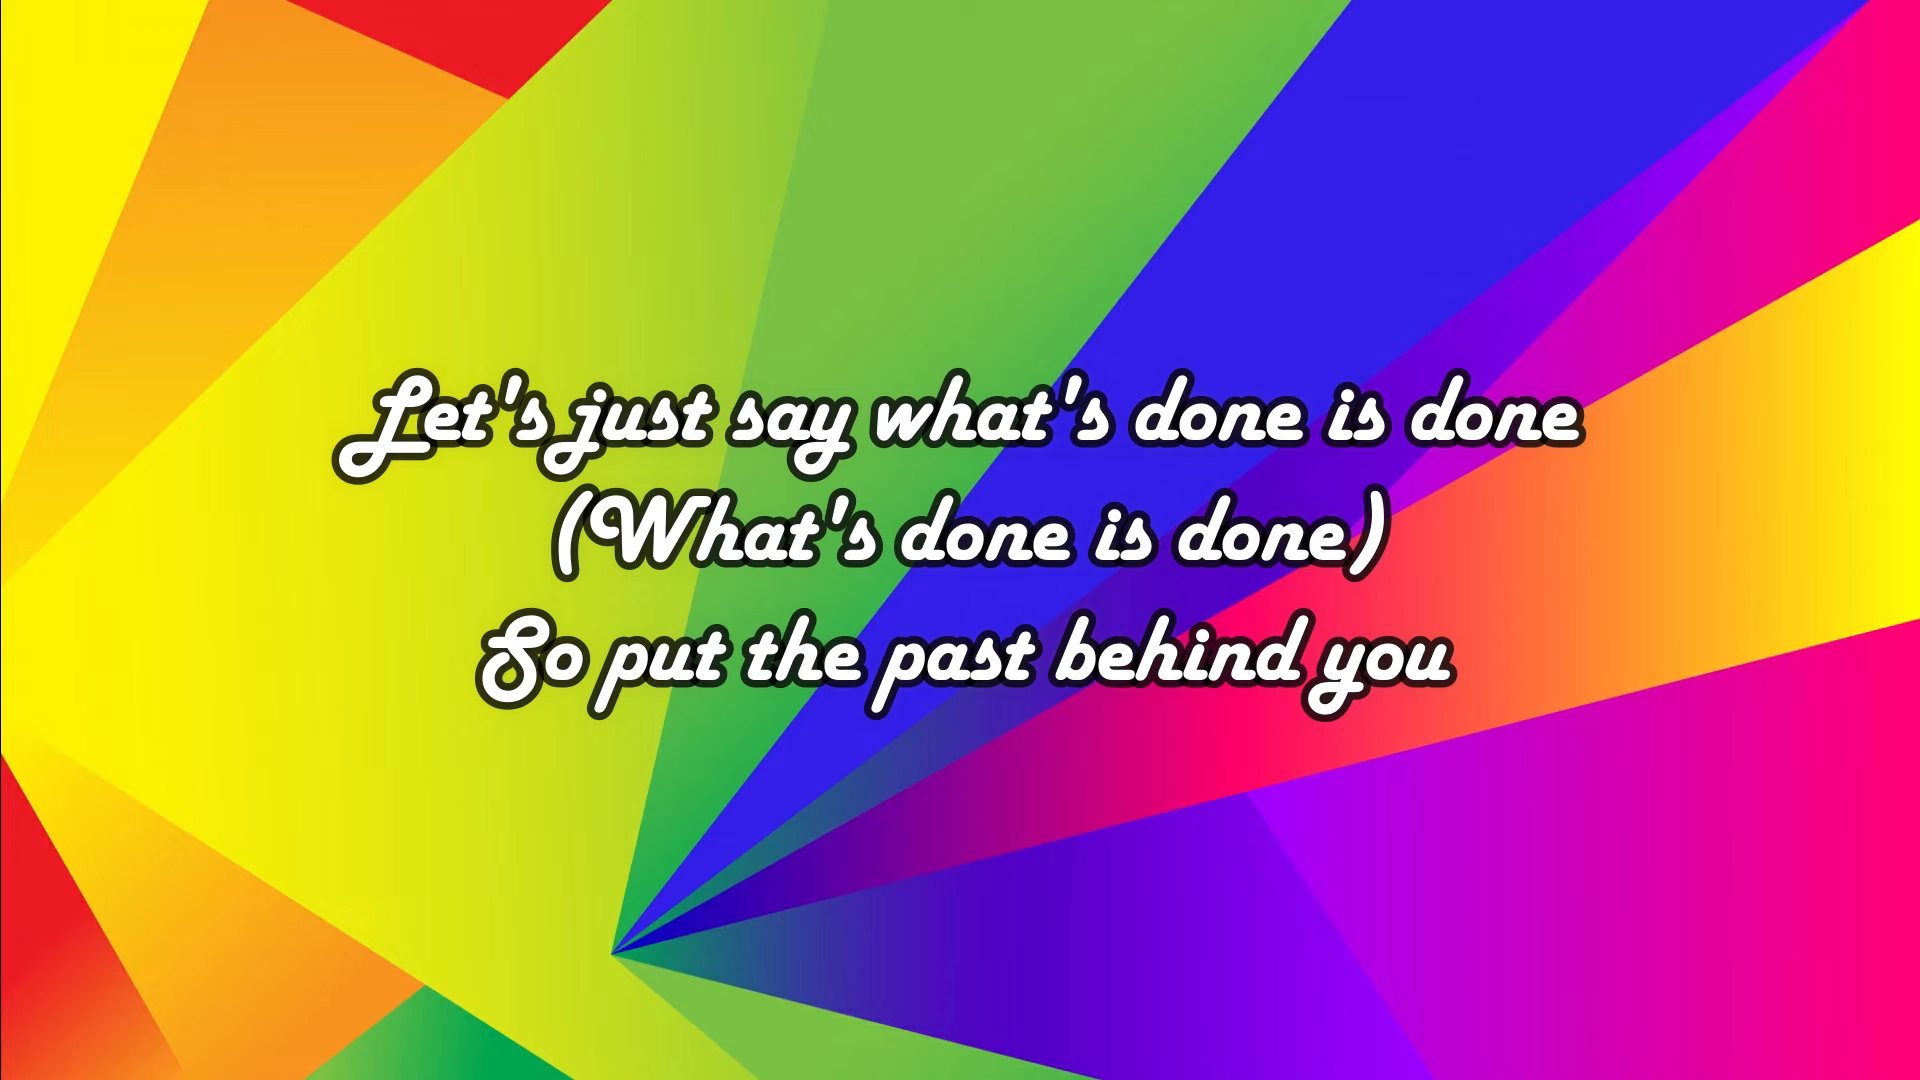 Let's just say what's done is done
(What's done is done)
So put the past behind you